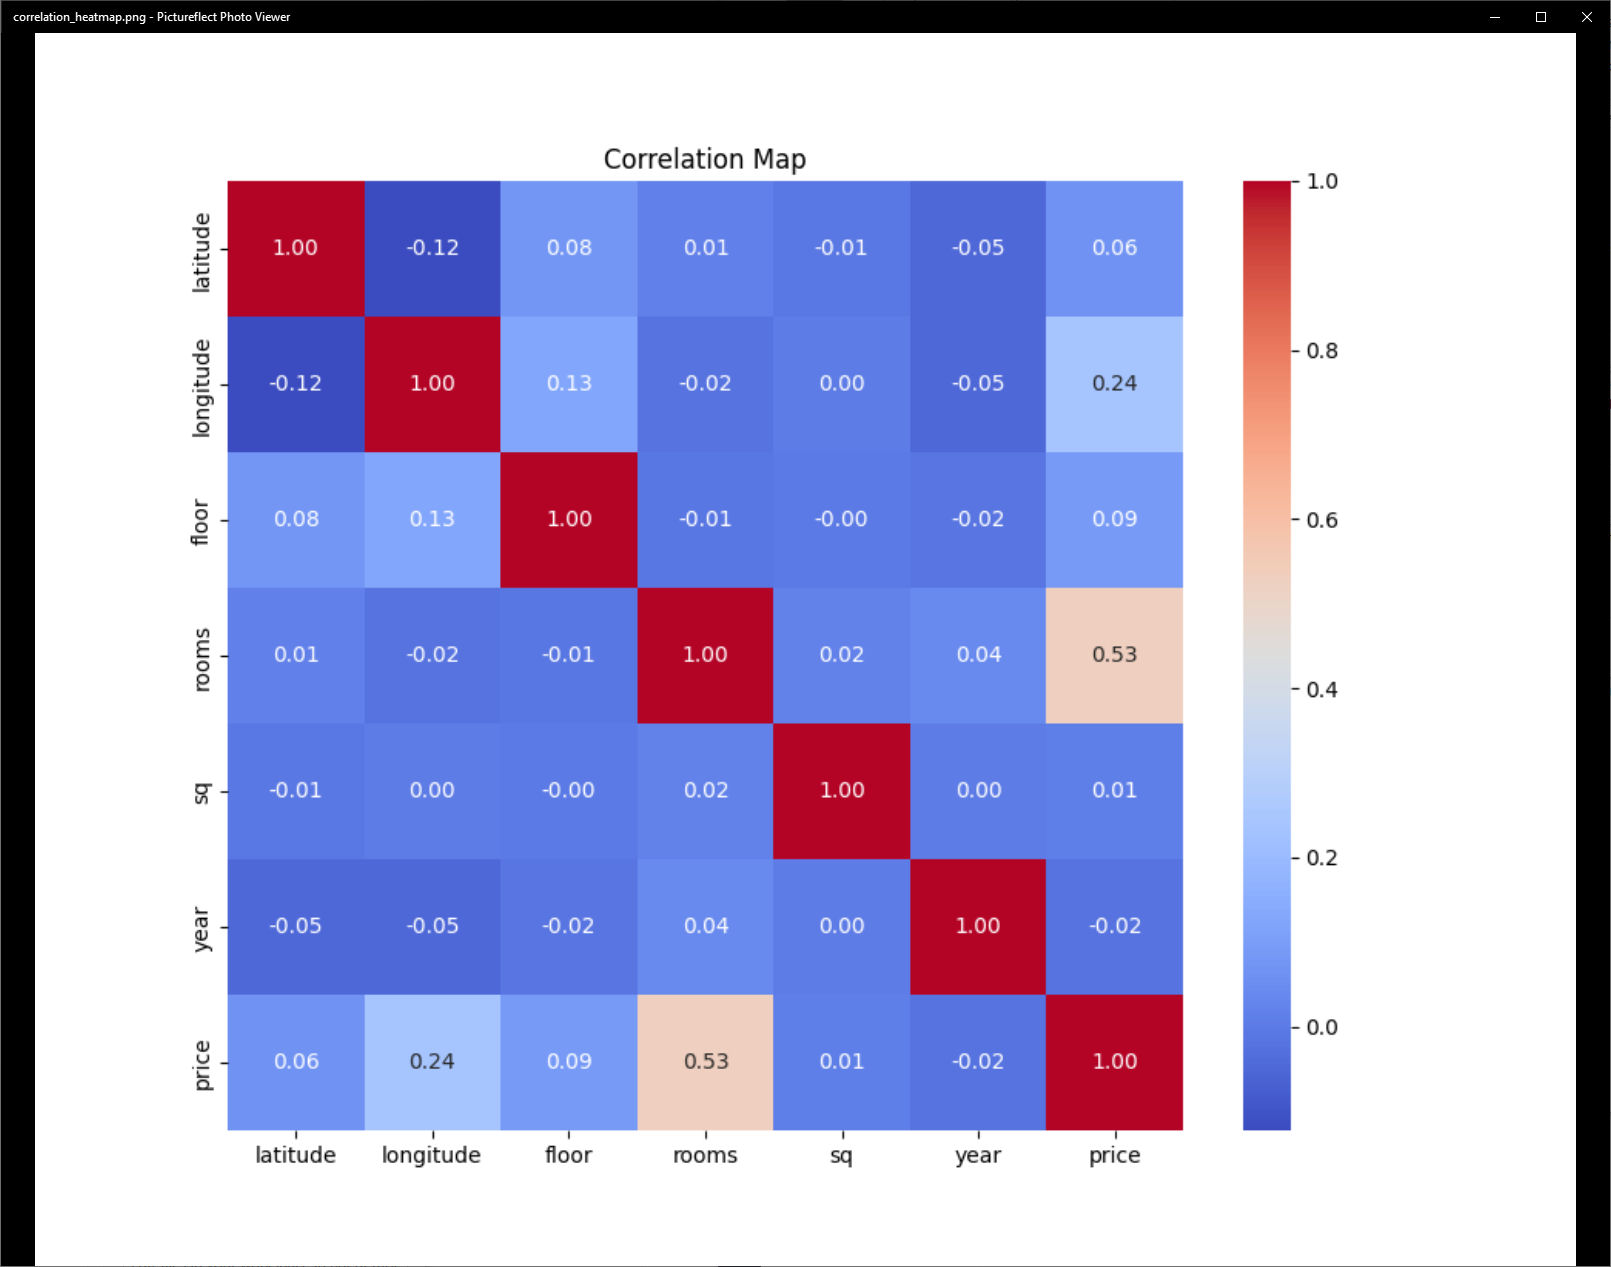 correlation_heatmap.png - Pictureflect Photo Viewer
Correlation Map
latitude 1.00 -0.12 0.08 0.01 -0.01 -0.05 0.06
longitude -0.12 1.00 0.13 -0.02 0.00 -0.05 0.24
floor 0.08 0.13 1.00 -0.01 -0.00 -0.02 0.09
rooms 0.01 -0.02 -0.01 1.00 0.02 0.04 0.53
sq -0.01 0.00 -0.00 0.02 1.00 0.00 0.01
year -0.05 -0.05 -0.02 0.04 0.00 1.00 -0.02
price 0.06 0.24 0.09 0.53 0.01 -0.02 1.00
latitude longitude floor rooms sq year price
1.0
0.8
0.6
0.4
0.2
0.0